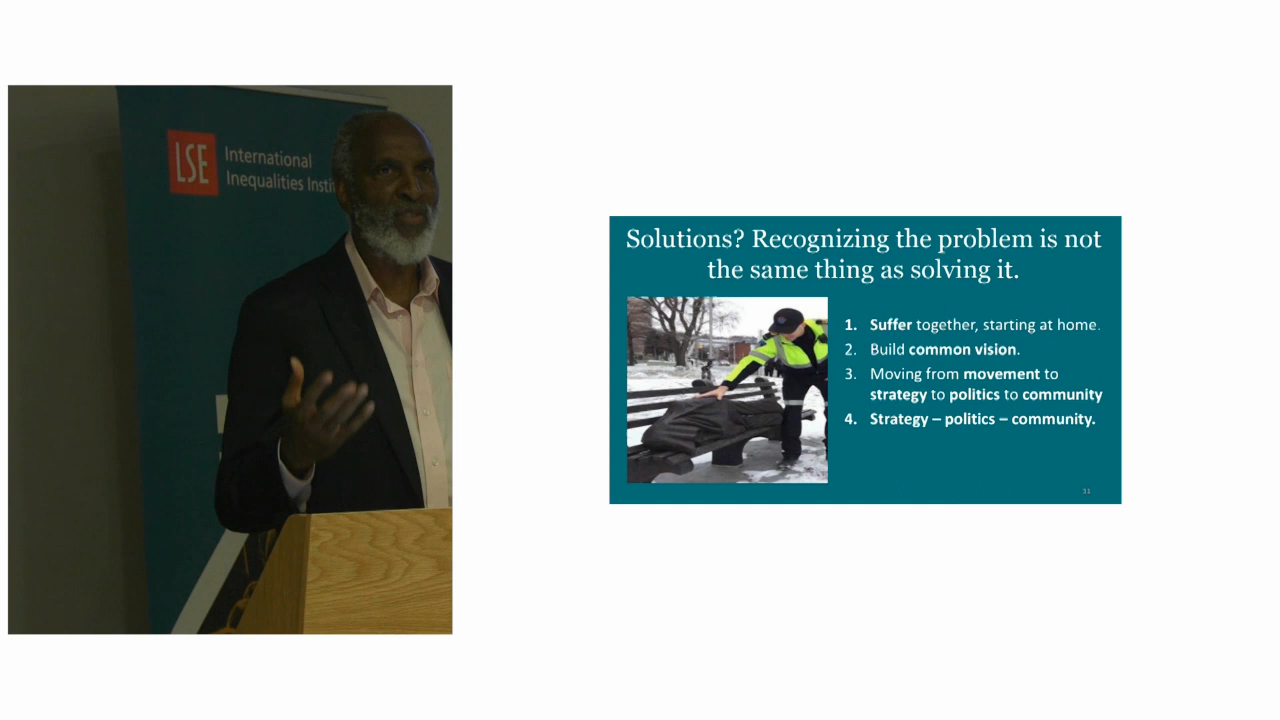 LSE
International
Inequalities
Solutions? Recognizing the problem is not
the same thing as solving it.
1. Suffer together, starting at home.
2. Build common vision.
3. Moving from movement to
strategy to politics to community
4. Strategy – politics – community.
31